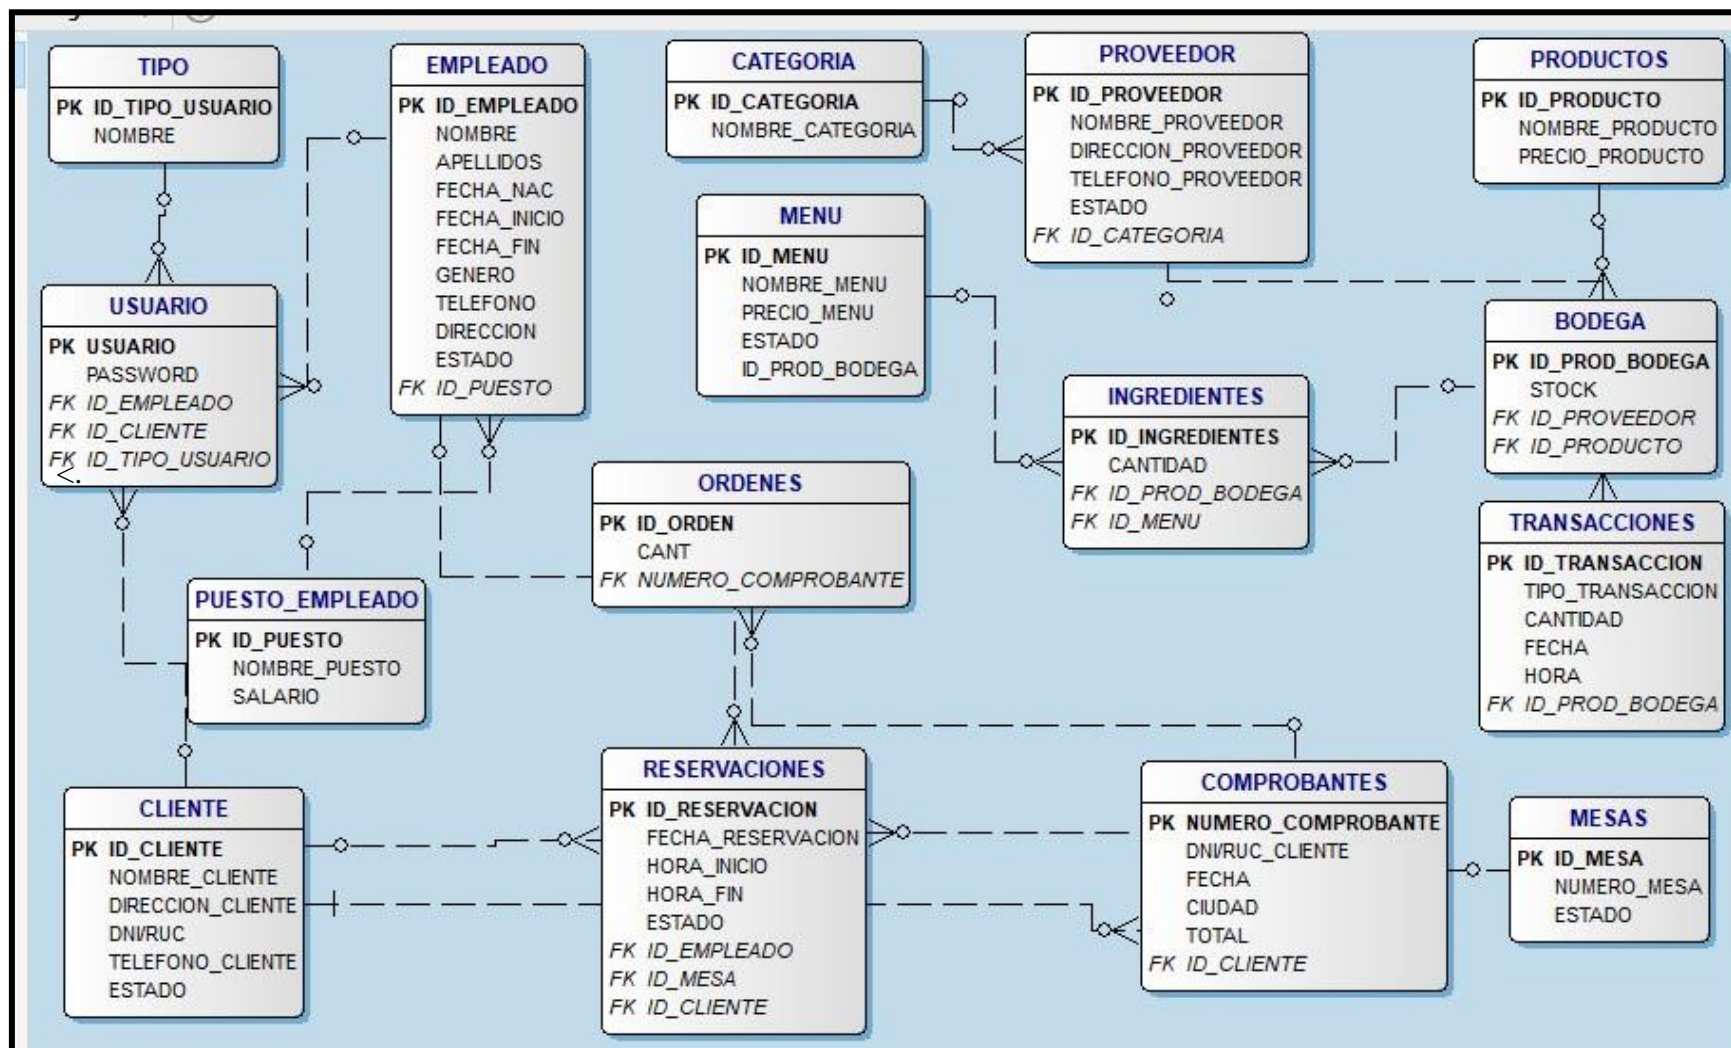 TIPO
PK ID_TIPO_USUARIO
NOMBRE
EMPLEADO
PK ID_EMPLEADO
NOMBRE
APELLIDOS
FECHA_NAC
FECHA_INICIO
FECHA_FIN
GENERO
TELEFONO
DIRECCION
ESTADO
FK ID_PUESTO
CATEGORIA
PK ID_CATEGORIA
NOMBRE_CATEGORIA
PROVEEDOR
PK ID_PROVEEDOR
NOMBRE_PROVEEDOR
DIRECCION_PROVEEDOR
TELEFONO_PROVEEDOR
ESTADO
FK ID_CATEGORIA
PRODUCTOS
PK ID_PRODUCTO
NOMBRE_PRODUCTO
PRECIO_PRODUCTO
MENU
PK ID_MENU
NOMBRE_MENU
PRECIO_MENU
ESTADO
ID_PROD_BODEGA
USUARIO
PK USUARIO
PASSWORD
FK ID_EMPLEADO
FK ID_CLIENTE
FK ID_TIPO_USUARIO
<.
BODEGA
PK ID_PROD_BODEGA
STOCK
FK ID_PROVEEDOR
FK ID_PRODUCTO
INGREDIENTES
PK ID_INGREDIENTES
CANTIDAD
FK ID_PROD_BODEGA
FK ID_MENU
ORDENES
PK ID_ORDEN
CANT
FK NUMERO_COMPROBANTE
TRANSACCIONES
PK ID_TRANSACCION
TIPO_TRANSACCION
CANTIDAD
FECHA
HORA
FK ID_PROD_BODEGA
PUESTO_EMPLEADO
PK ID_PUESTO
NOMBRE_PUESTO
SALARIO
CLIENTE
PK ID_CLIENTE
NOMBRE_CLIENTE
DIRECCION_CLIENTE
DNI/RUC
TELEFONO_CLIENTE
ESTADO
RESERVACIONES
PK ID_RESERVACION
FECHA_RESERVACION
HORA_INICIO
HORA_FIN
ESTADO
FK ID_EMPLEADO
FK ID_MESA
FK ID_CLIENTE
COMPROBANTES
PK NUMERO_COMPROBANTE
DNI/RUC_CLIENTE
FECHA
CIUDAD
TOTAL
FK ID_CLIENTE
MESAS
PK ID_MESA
NUMERO_MESA
ESTADO